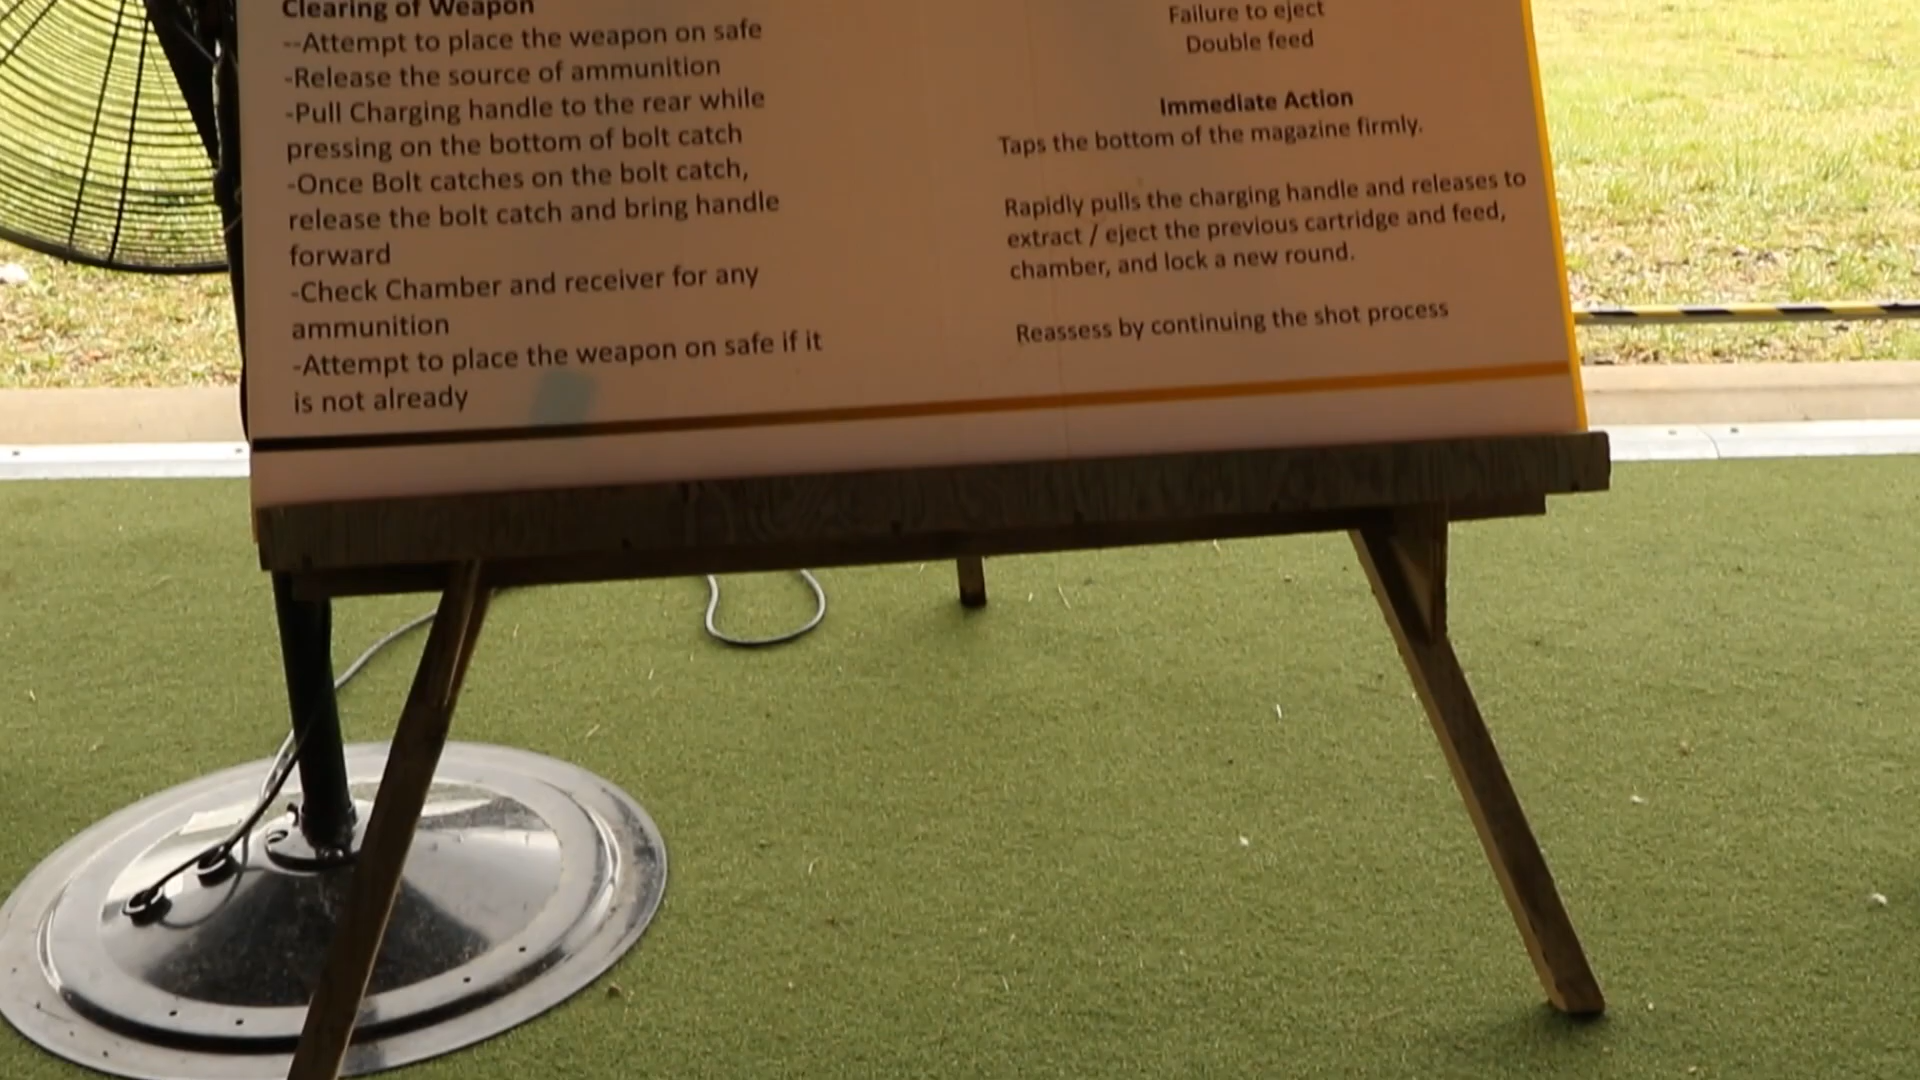 Clearing of Weapon
--Attempt to place the weapon on safe
-Release the source of ammunition
-Pull Charging handle to the rear while
pressing on the bottom of bolt catch
-Once Bolt catches on the bolt catch,
release the bolt catch and bring handle
forward
-Check Chamber and receiver for any
ammunition
-Attempt to place the weapon on safe if it
is not already
Failure to eject
Double feed
Immediate Action
Taps the bottom of the magazine firmly.
Rapidly pulls the charging handle and releases to
extract / eject the previous cartridge and feed,
chamber, and lock a new round.
Reassess by continuing the shot process